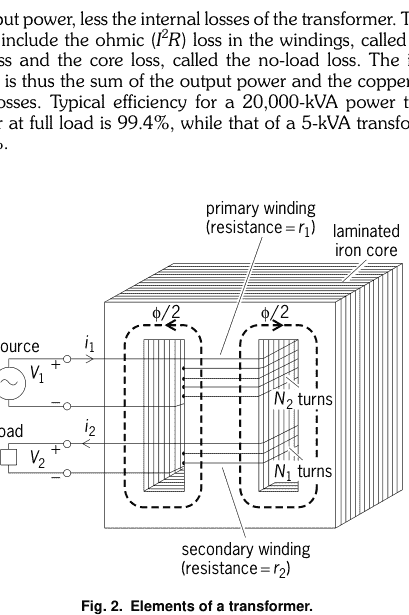 put power, less the internal losses of the transformer. T
include the ohmic (I²R) loss in the windings, called
ss and the core loss, called the no-load loss. The i
is thus the sum of the output power and the copper
osses. Typical efficiency for a 20,000-kVA power t
r at full load is 99.4%, while that of a 5-kVA transfo
%.
primary winding
(resistance = r₁)
laminated
iron core
ϕ/2
ϕ/2
ource
i₁
V₁
+
−
N₂ turns
oad
i₂
V₂
+
−
N₁ turns
secondary winding
(resistance = r₂)
Fig. 2. Elements of a transformer.